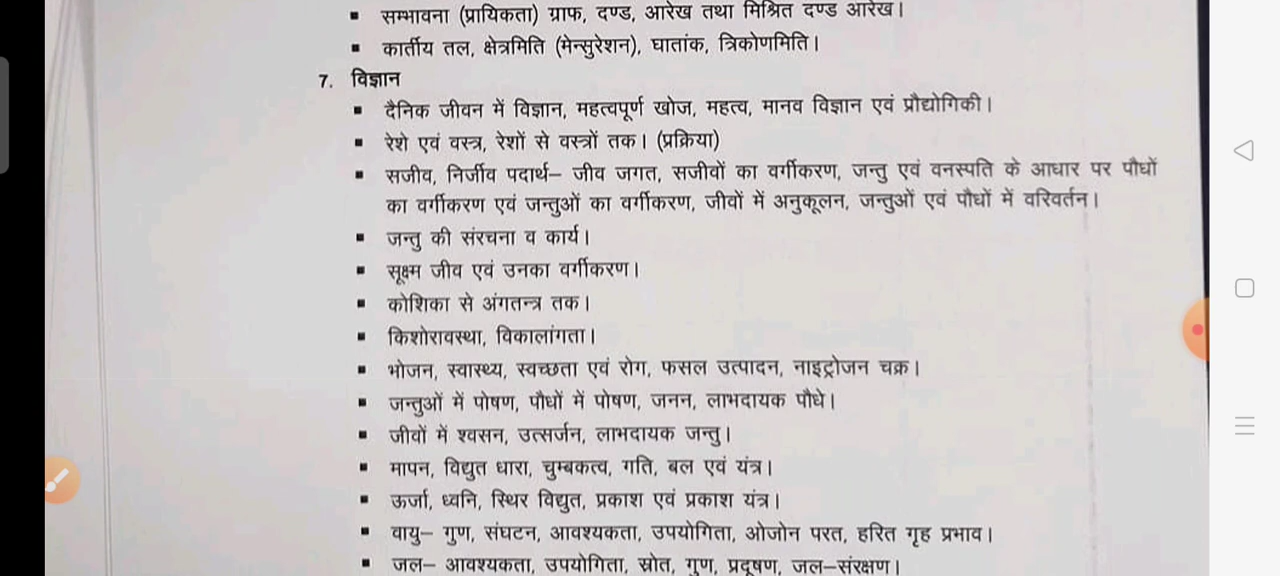 ▪ सम्भावना (प्रायिकता) ग्राफ, दण्ड, आरेख तथा मिश्रित दण्ड आरेख।
▪ कार्तीय तल, क्षेत्रमिति (मेन्सुरेशन), घातांक, त्रिकोणमिति।
7. विज्ञान
▪ दैनिक जीवन में विज्ञान, महत्वपूर्ण खोज, महत्व, मानव विज्ञान एवं प्रौद्योगिकी।
▪ रेशे एवं वस्त्र, रेशों से वस्त्रों तक। (प्रक्रिया)
▪ सजीव, निर्जीव पदार्थ– जीव जगत, सजीवों का वर्गीकरण, जन्तु एवं वनस्पति के आधार पर पौधों
का वर्गीकरण एवं जन्तुओं का वर्गीकरण, जीवों में अनुकूलन, जन्तुओं एवं पौधों में वरिवर्तन।
▪ जन्तु की संरचना व कार्य।
▪ सूक्ष्म जीव एवं उनका वर्गीकरण।
▪ कोशिका से अंगतन्त्र तक।
▪ किशोरावस्था, विकालांगता।
▪ भोजन, स्वास्थ्य, स्वच्छता एवं रोग, फसल उत्पादन, नाइट्रोजन चक्र।
▪ जन्तुओं में पोषण, पौधों में पोषण, जनन, लाभदायक पौधे।
▪ जीवों में श्वसन, उत्सर्जन, लाभदायक जन्तु।
▪ मापन, विद्युत धारा, चुम्बकत्व, गति, बल एवं यंत्र।
▪ ऊर्जा, ध्वनि, स्थिर विद्युत, प्रकाश एवं प्रकाश यंत्र।
▪ वायु– गुण, संघटन, आवश्यकता, उपयोगिता, ओजोन परत, हरित गृह प्रभाव।
▪ जल– आवश्यकता, उपयोगिता, स्रोत, गुण, प्रदूषण, जल–संरक्षण।